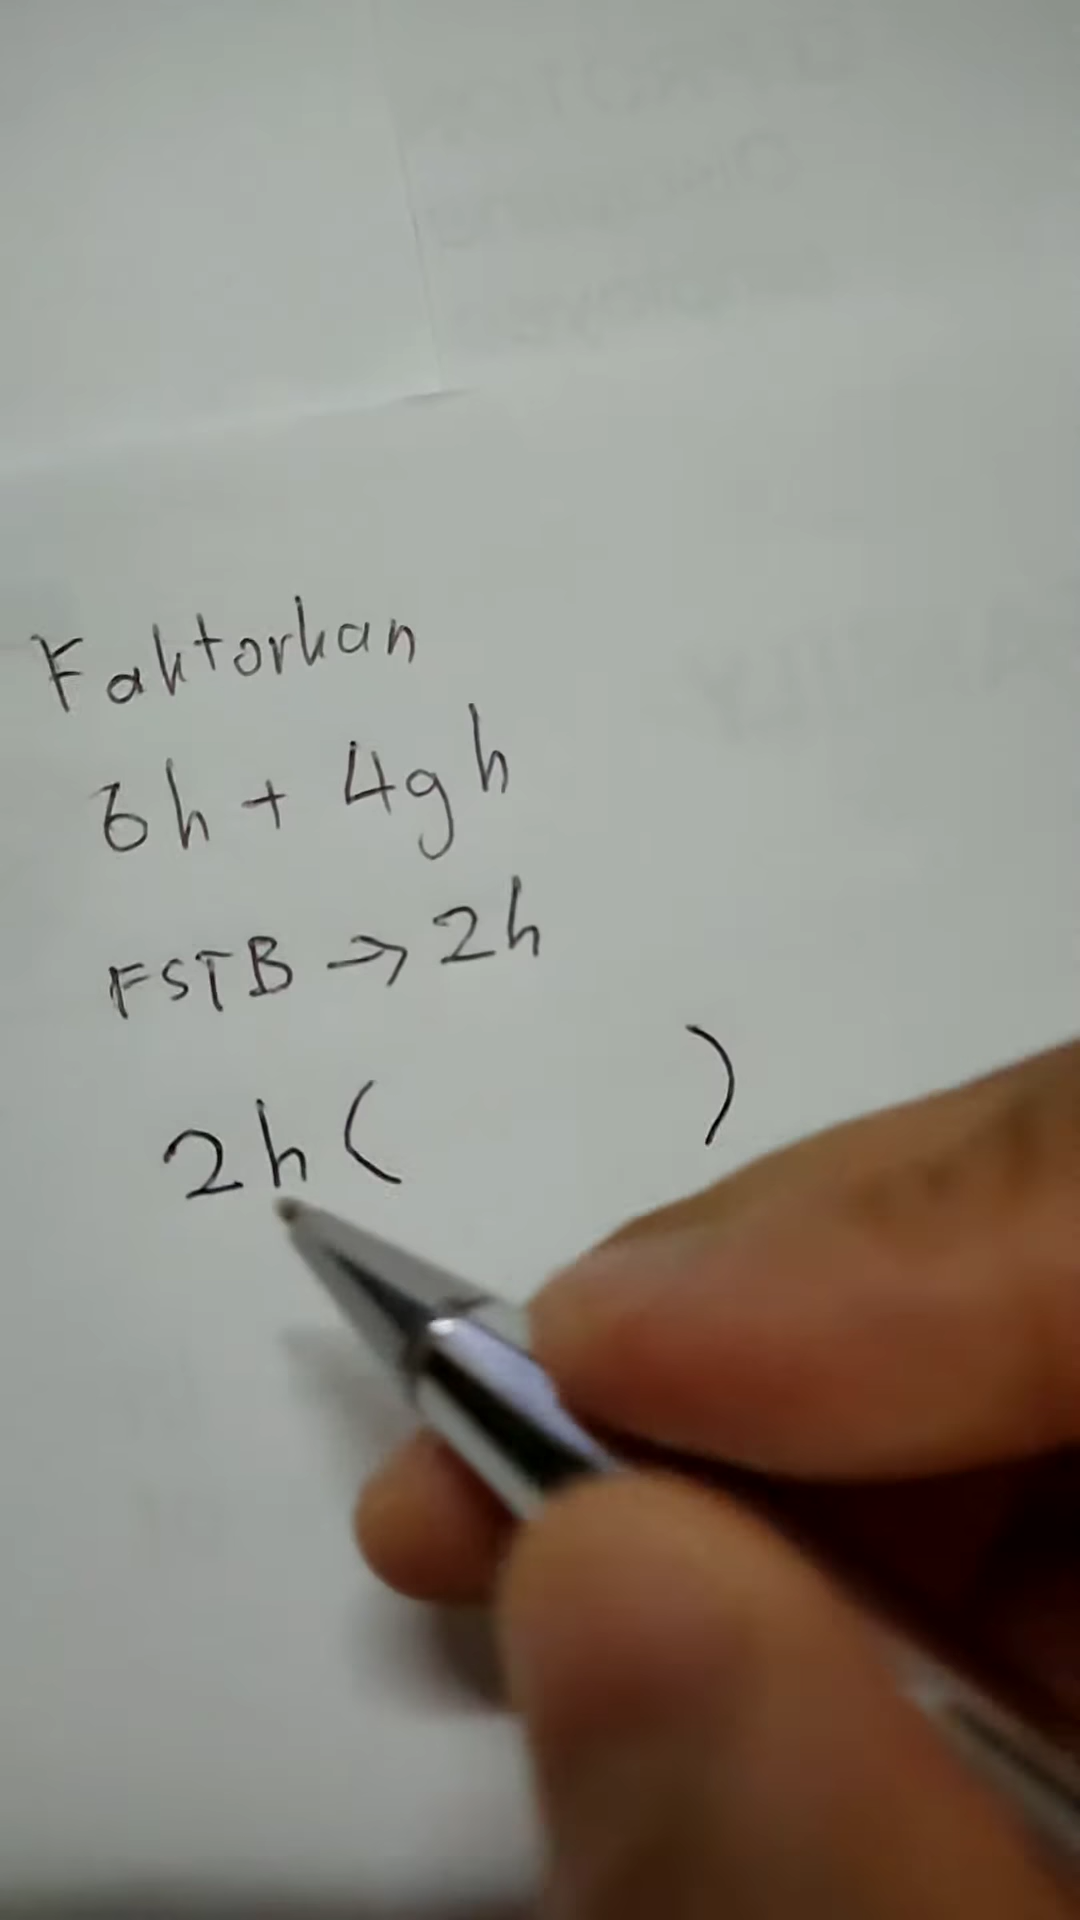 Faktorkan
6h + 4gh
FSTB → 2h
2h (      )